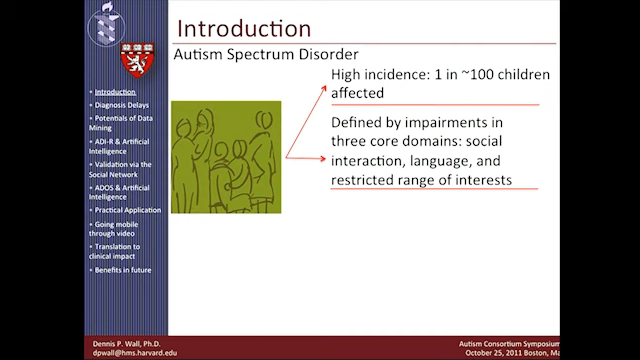 Introduction
Autism Spectrum Disorder
High incidence: 1 in ~100 children
affected
Defined by impairments in
three core domains: social
interaction, language, and
restricted range of interests
• Introduction
• Diagnosis Delays
• Potentials of Data
Mining
• ADI-R & Artificial
Intelligence
• Validation via the
Social Network
• ADOS & Artificial
Intelligence
• Practical Application
• Going mobile
through video
• Translation to
clinical impact
• Benefits in future
Dennis P. Wall, Ph.D.
dpwall@hms.harvard.edu
Autism Consortium Symposium
October 25, 2011 Boston, Ma